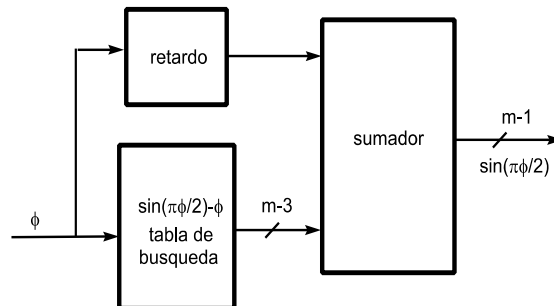 retardo
sumador
m-1
sin(πϕ/2)
ϕ
sin(πϕ/2)-ϕ
tabla de
busqueda
m-3